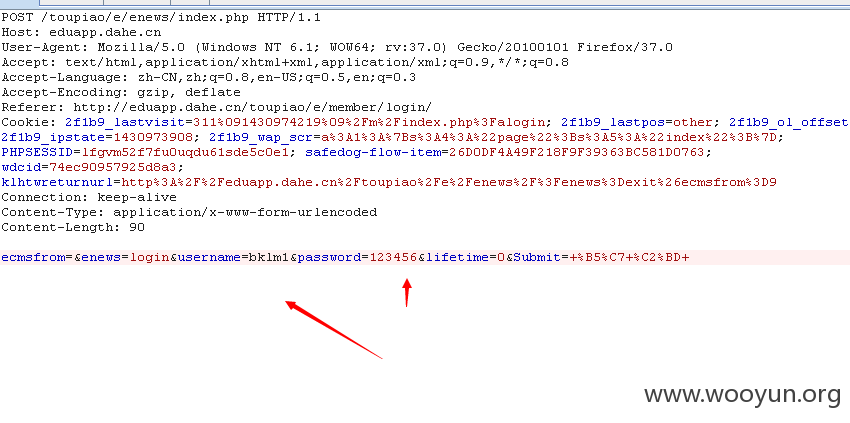 POST /toupiao/e/enews/index.php HTTP/1.1
Host: eduapp.dahe.cn
User-Agent: Mozilla/5.0 (Windows NT 6.1; WOW64; rv:37.0) Gecko/20100101 Firefox/37.0
Accept: text/html,application/xhtml+xml,application/xml;q=0.9,*/*;q=0.8
Accept-Language: zh-CN,zh;q=0.8,en-US;q=0.5,en;q=0.3
Accept-Encoding: gzip, deflate
Referer: http://eduapp.dahe.cn/toupiao/e/member/login/
Cookie: 2f1b9_lastvisit=311%091430974219%09%2Fm%2Findex.php%3Falogin; 2f1b9_lastpos=other; 2f1b9_ol_offset
2f1b9_ipstate=1430973908; 2f1b9_wap_scr=a%3A1%3A%7Bs%3A4%3A%22page%22%3Bs%3A5%3A%22index%22%3B%7D;
PHPSESSID=lfgvm52f7fu0uqdu61sde5c0e1; safedog-flow-item=26D0DF4A49F218F9F39363BC581D0763;
wdcid=74ec90957925d8a3;
klhtwreturnurl=http%3A%2F%2Feduapp.dahe.cn%2Ftoupiao%2Fe%2Fenews%2F%3Fenews%3Dexit%26ecmsfrom%3D9
Connection: keep-alive
Content-Type: application/x-www-form-urlencoded
Content-Length: 90
ecmsfrom=&enews=login&username=bklm1&password=123456&lifetime=0&Submit=+%B5%C7+%C2%BD+
www.wooyun.org